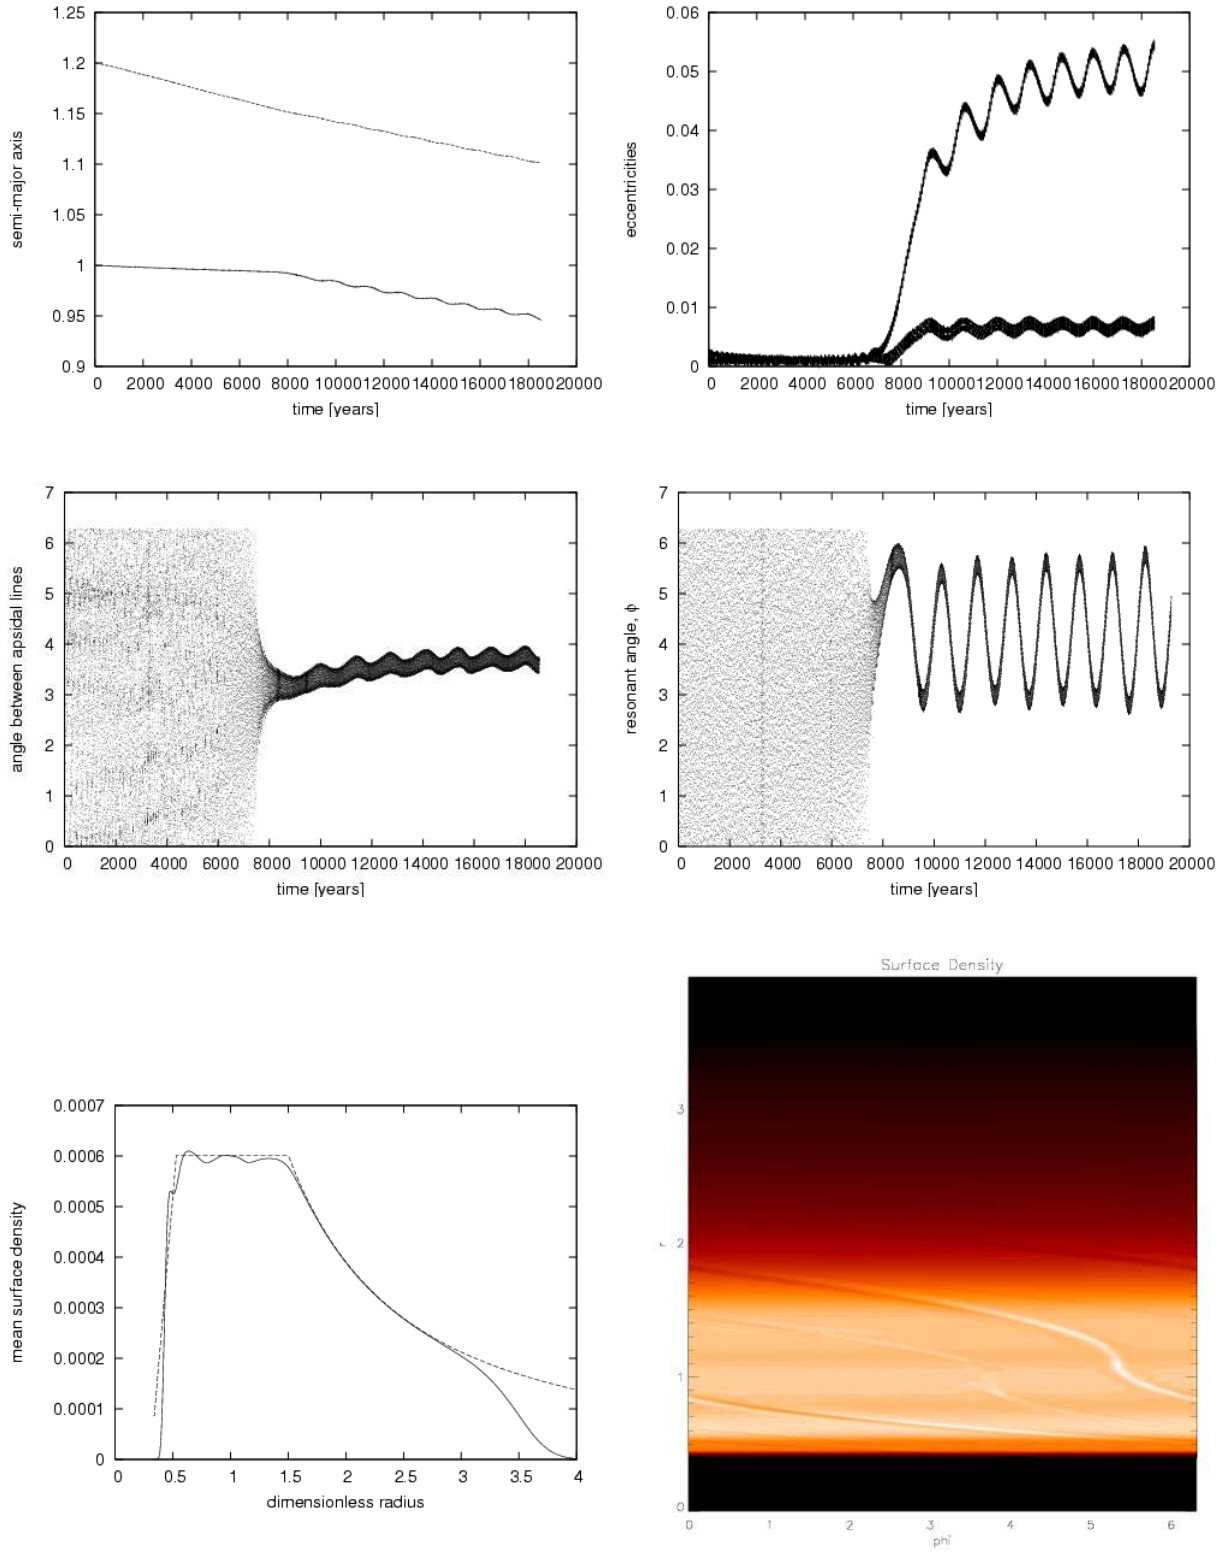 1.2
1.15
1.1
1.05
1
0.95
0.9
semi-major axis
0 2000 4000 6000 8000 10000 12000 14000 16000 18000 20000
time [years]
0.06
0.05
0.04
0.03
0.02
0.01
0
eccentricities
0 2000 4000 6000 8000 10000 12000 14000 16000 18000 20000
time [years]
7
6
5
4
3
2
1
0
angle between apsidal lines
0 2000 4000 6000 8000 10000 12000 14000 16000 18000 20000
time [years]
7
6
5
4
3
2
1
0
resonant angle, ϕ
0 2000 4000 6000 8000 10000 12000 14000 16000 18000 20000
time [years]
0.0007
0.0006
0.0005
0.0004
0.0003
0.0002
0.0001
0
mean surface density
0 0.5 1 1.5 2 2.5 3 3.5 4
dimensionless radius
Surface Density
3
2
1
0
r
0 1 2 3 4 5 6
phi